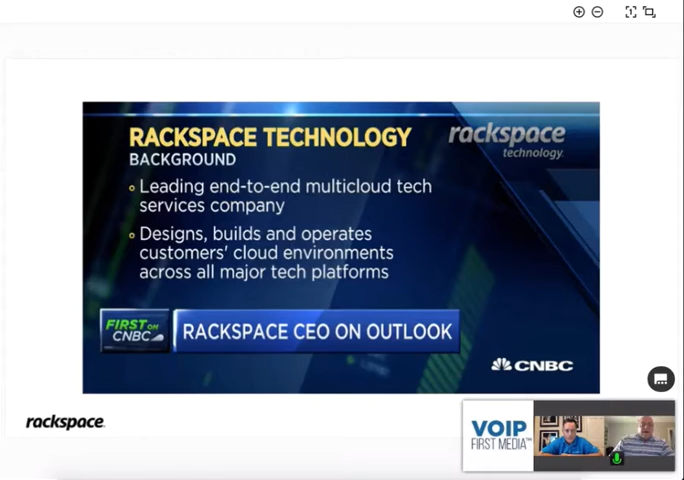 RACKSPACE TECHNOLOGY
rackspace
technology.
BACKGROUND
Leading end-to-end multicloud tech
services company
Designs, builds and operates
customers' cloud environments
across all major tech platforms
FIRST ON
CNBC
RACKSPACE CEO ON OUTLOOK
CNBC
rackspace.
VOIP
FIRST MEDIA™